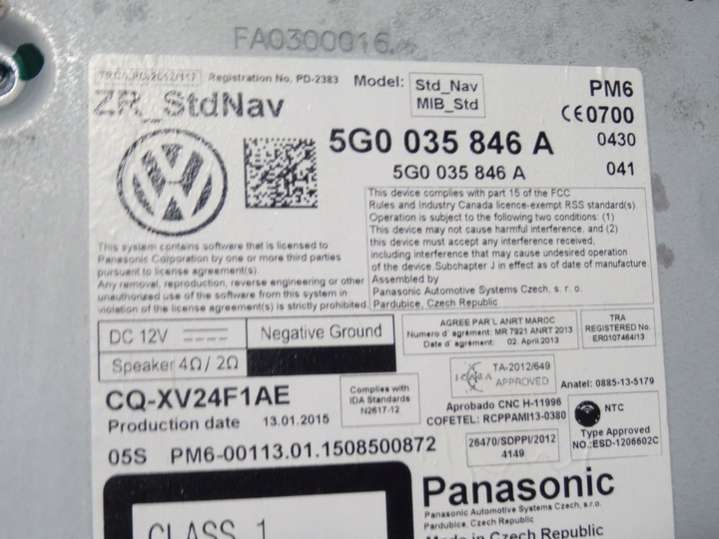 FA0300016
TRC/LPD/2012/117 Registration No. PD-2383 Model: Std_Nav MIB_Std PM6
ZR_StdNav
CE0700
5G0 035 846 A 0430
5G0 035 846 A 041
This device complies with part 15 of the FCC
Rules and Industry Canada licence-exempt RSS standard(s)
Operation is subject to the following two conditions: (1)
This device may not cause harmful interference, and (2)
this device must accept any interference received,
including interference that may cause undesired operation
of the device.Subchapter J in effect as of date of manufacture
Assembled by
Panasonic Automotive Systems Czech, s. r. o.
Pardubice, Czech Republic
This system contains software that is licensed to
Panasonic Corporation by one or more third parties
pursuant to license agreement(s).
Any removal, reproduction, reverse engineering or other
unauthorized use of the software from this system in
violation of the license agreement(s) is strictly prohibited.
DC 12V Negative Ground
Speaker 4Ω/ 2Ω
AGREE PAR L'ANRT MAROC
Numero d´agrément: MR 7921 ANRT 2013
Date d´agrément: 02. April.2013
TRA
REGISTERED No.
ER0107464/13
ICASA TA-2012/649
APPROVED
Anatel: 0885-13-5179
CQ-XV24F1AE
Production date 13.01.2015
Complies with
IDA Standards
N2617-12
Aprobado CNC H-11996
COFETEL: RCPPAMI13-0380
NTC
Type Approved
NO.:ESD-1206602C
05S PM6-00113.01.1508500872
26470/SDPPI/2012
4149
CLASS 1
Panasonic
Panasonic Automotive Systems Czech, s.r.o.
Pardubice, Czech Republic
Made in Czech Republic